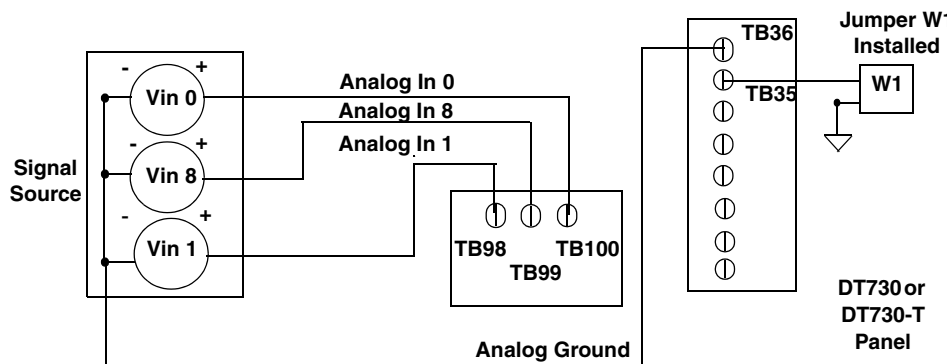 Jumper W1
Installed
TB36
W1
TB35
- +
Vin 0
Analog In 0
Analog In 8
- +
Vin 8
Analog In 1
Signal
Source
- +
Vin 1
TB98
TB100
TB99
DT730 or
DT730-T
Panel
Analog Ground